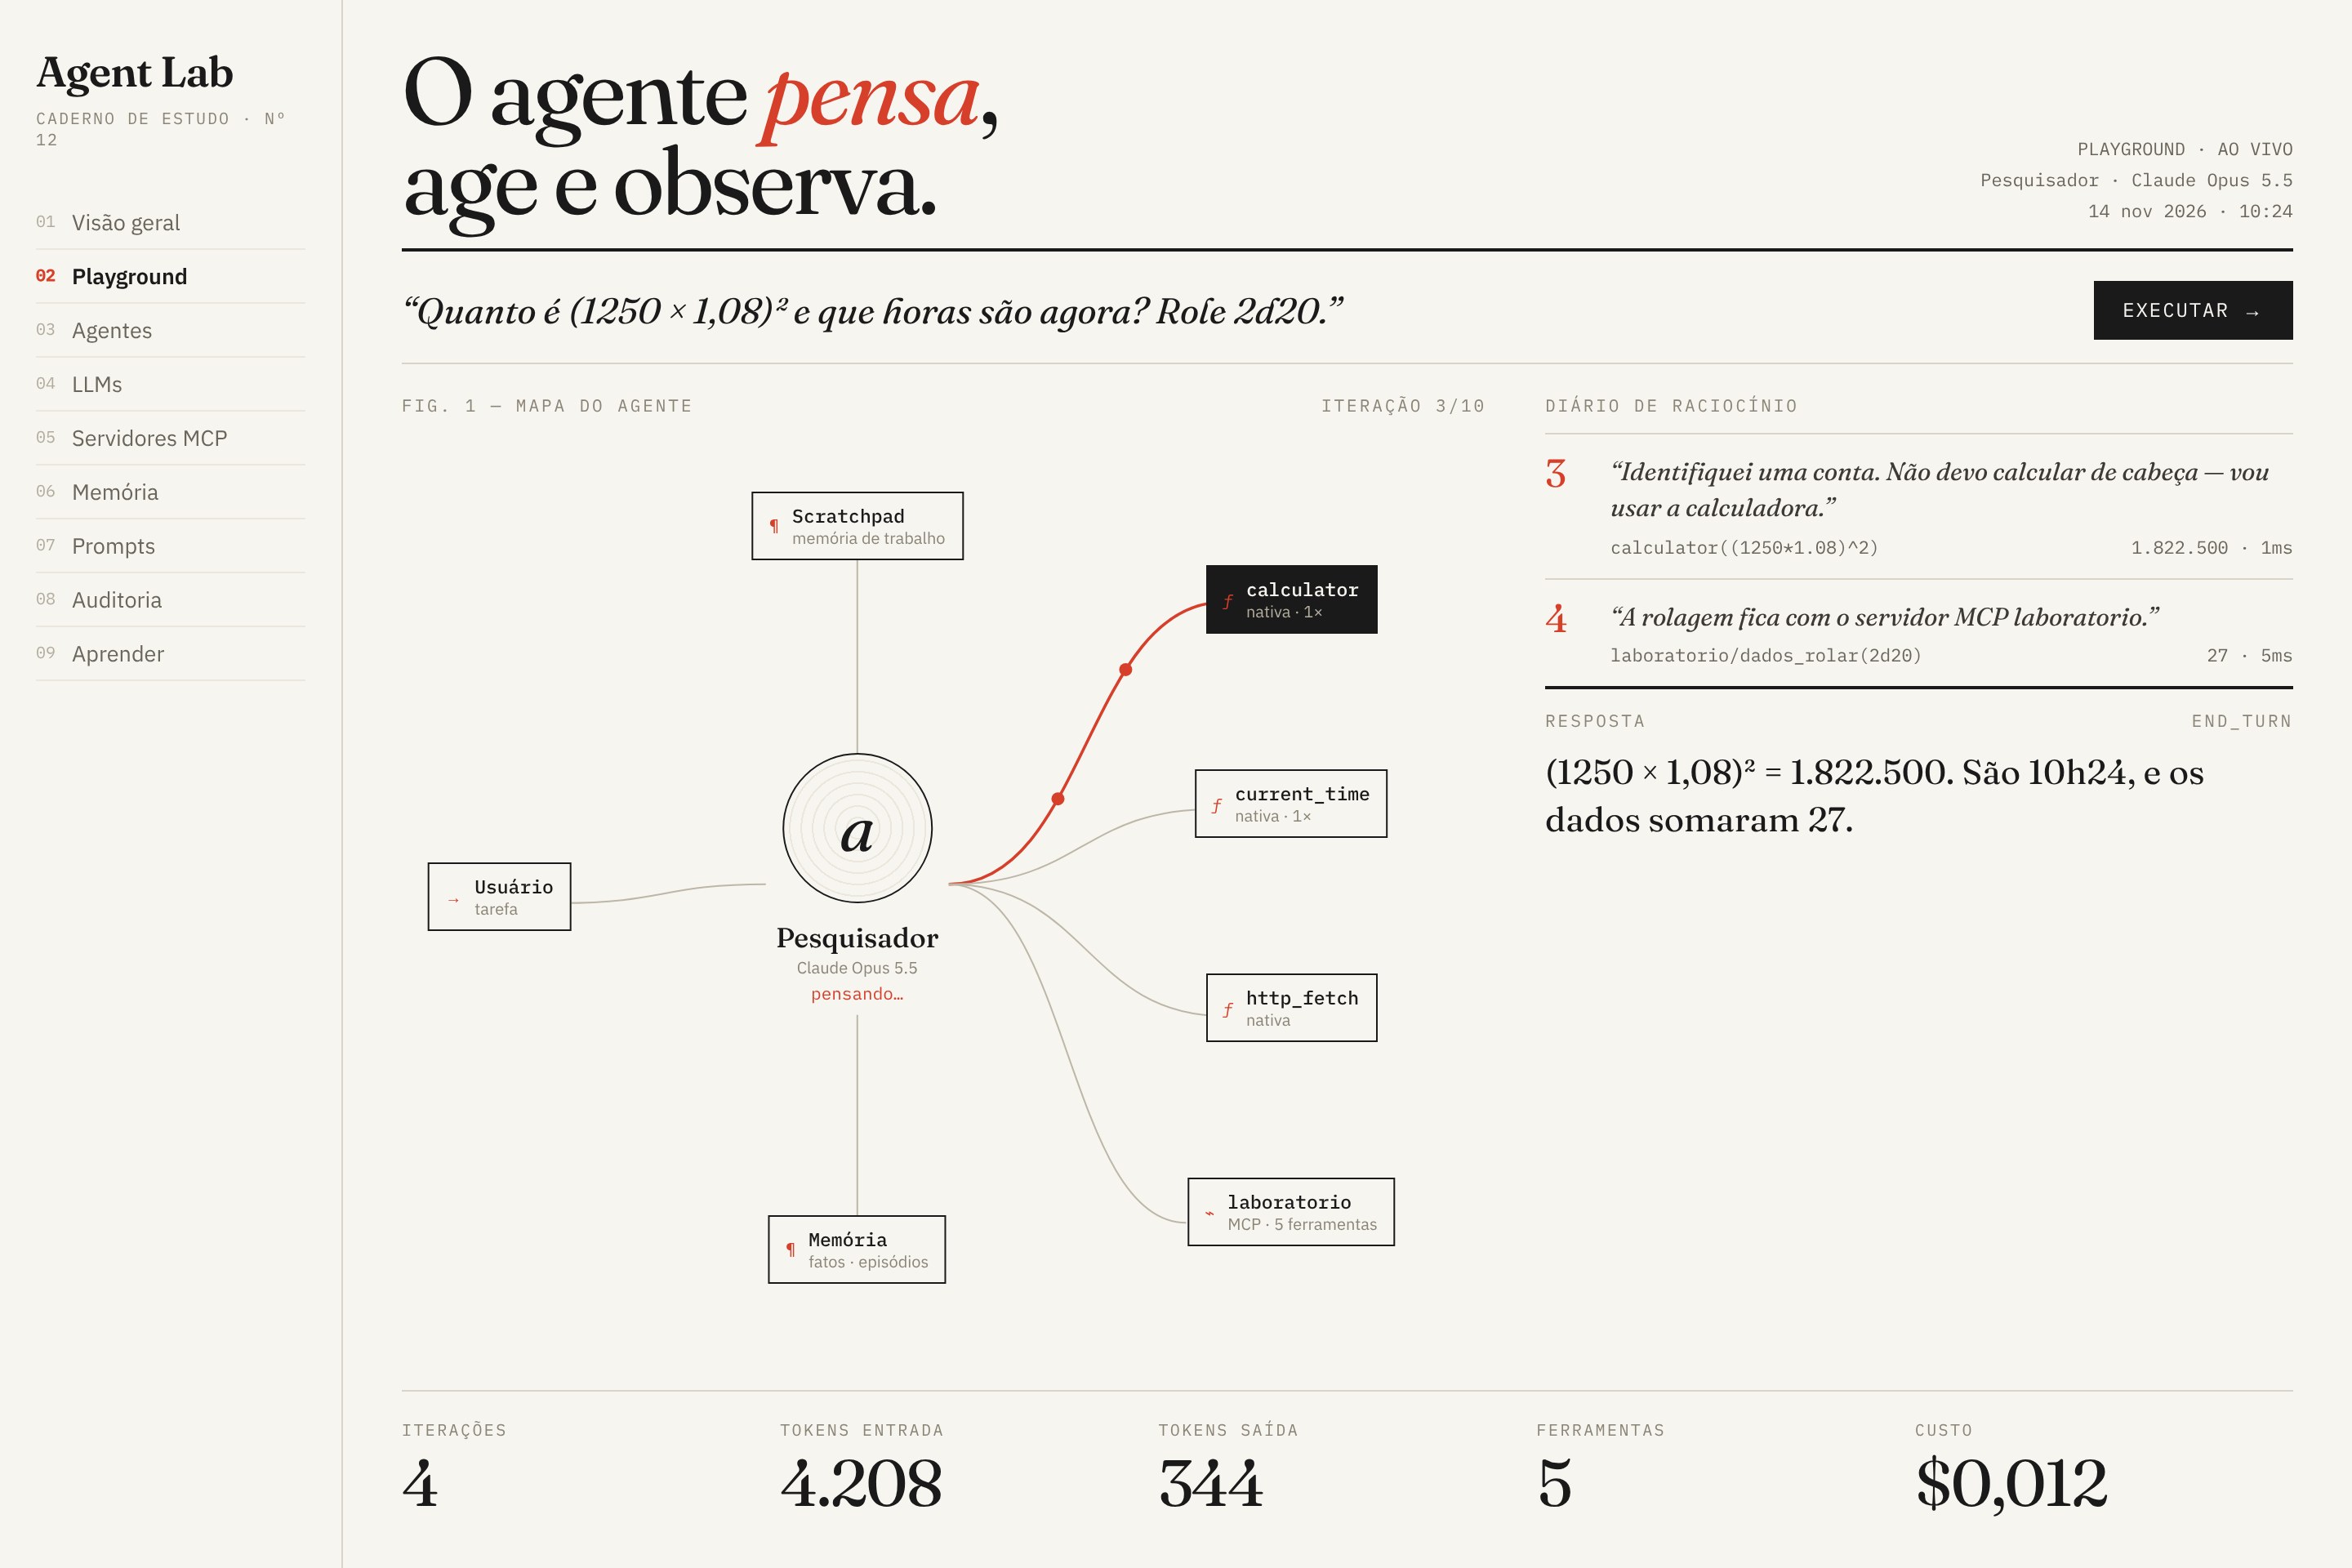 Agent Lab
CADERNO DE ESTUDO · Nº
12
01 Visão geral
02 Playground
03 Agentes
04 LLMs
05 Servidores MCP
06 Memória
07 Prompts
08 Auditoria
09 Aprender
O agente pensa,
age e observa.
PLAYGROUND · AO VIVO
Pesquisador · Claude Opus 5.5
14 nov 2026 · 10:24
“Quanto é (1250 × 1,08)² e que horas são agora? Role 2d20.”
EXECUTAR →
FIG. 1 — MAPA DO AGENTE
ITERAÇÃO 3/10
¶ Scratchpad
memória de trabalho
ƒ calculator
nativa · 1×
ƒ current_time
nativa · 1×
a
→ Usuário
tarefa
Pesquisador
Claude Opus 5.5
pensando…
ƒ http_fetch
nativa
⌁ laboratorio
MCP · 5 ferramentas
¶ Memória
fatos · episódios
DIÁRIO DE RACIOCÍNIO
3 “Identifiquei uma conta. Não devo calcular de cabeça — vou
usar a calculadora.”
calculator((1250*1.08)^2) 1.822.500 · 1ms
4 “A rolagem fica com o servidor MCP laboratorio.”
laboratorio/dados_rolar(2d20) 27 · 5ms
RESPOSTA END_TURN
(1250 × 1,08)² = 1.822.500. São 10h24, e os
dados somaram 27.
ITERAÇÕES
4
TOKENS ENTRADA
4.208
TOKENS SAÍDA
344
FERRAMENTAS
5
CUSTO
$0,012